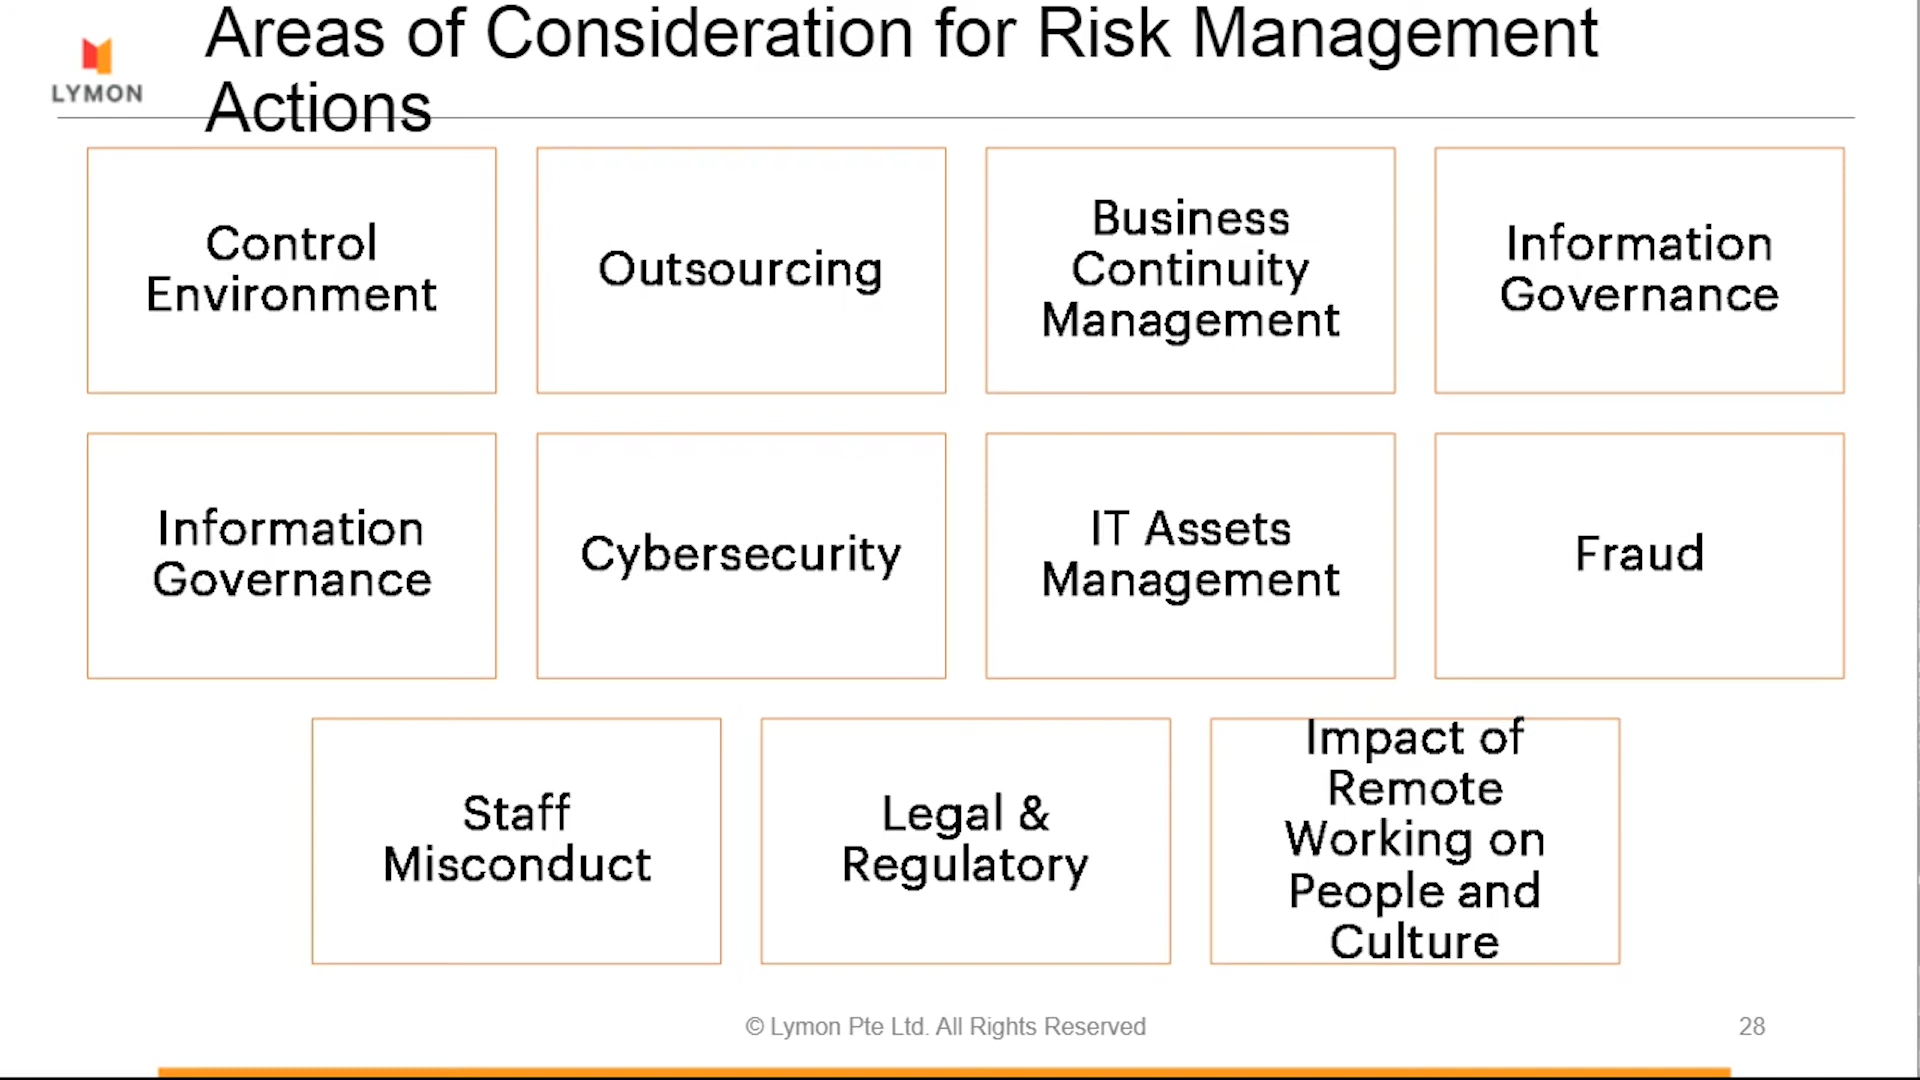 Areas of Consideration for Risk Management
Actions
LYMON
Control
Environment
Outsourcing
Business
Continuity
Management
Information
Governance
Information
Governance
Cybersecurity
IT Assets
Management
Fraud
Staff
Misconduct
Legal &
Regulatory
Impact of
Remote
Working on
People and
Culture
© Lymon Pte Ltd. All Rights Reserved
28